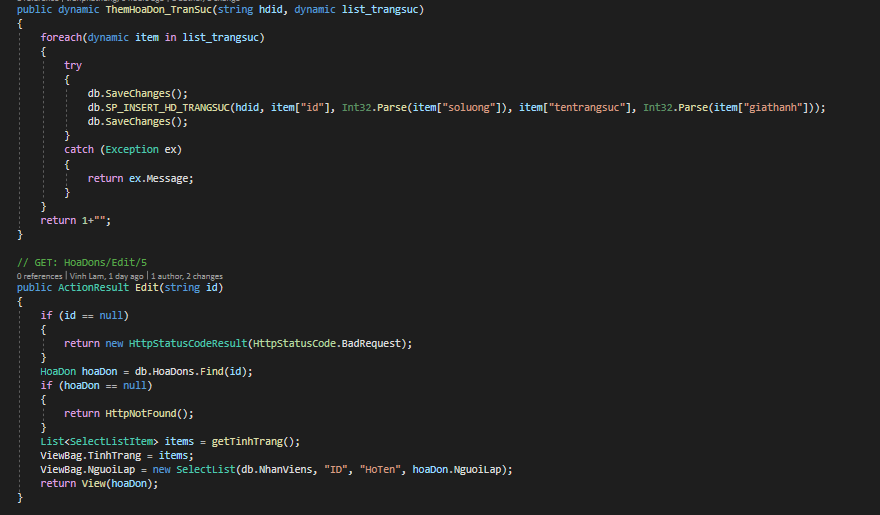 public dynamic ThemHoaDon_TranSuc(string hdid, dynamic list_trangsuc)
{
foreach(dynamic item in list_trangsuc)
{
try
{
db.SaveChanges();
db.SP_INSERT_HD_TRANGSUC(hdid, item["id"], Int32.Parse(item["soluong"]), item["tentrangsuc"], Int32.Parse(item["giathanh"]));
db.SaveChanges();
}
catch (Exception ex)
{
return ex.Message;
}
}
return 1+"";
}
// GET: HoaDons/Edit/5
0 references | Vinh Lam, 1 day ago | 1 author, 2 changes
public ActionResult Edit(string id)
{
if (id == null)
{
return new HttpStatusCodeResult(HttpStatusCode.BadRequest);
}
HoaDon hoaDon = db.HoaDons.Find(id);
if (hoaDon == null)
{
return HttpNotFound();
}
List<SelectListItem> items = getTinhTrang();
ViewBag.TinhTrang = items;
ViewBag.NguoiLap = new SelectList(db.NhanViens, "ID", "HoTen", hoaDon.NguoiLap);
return View(hoaDon);
}